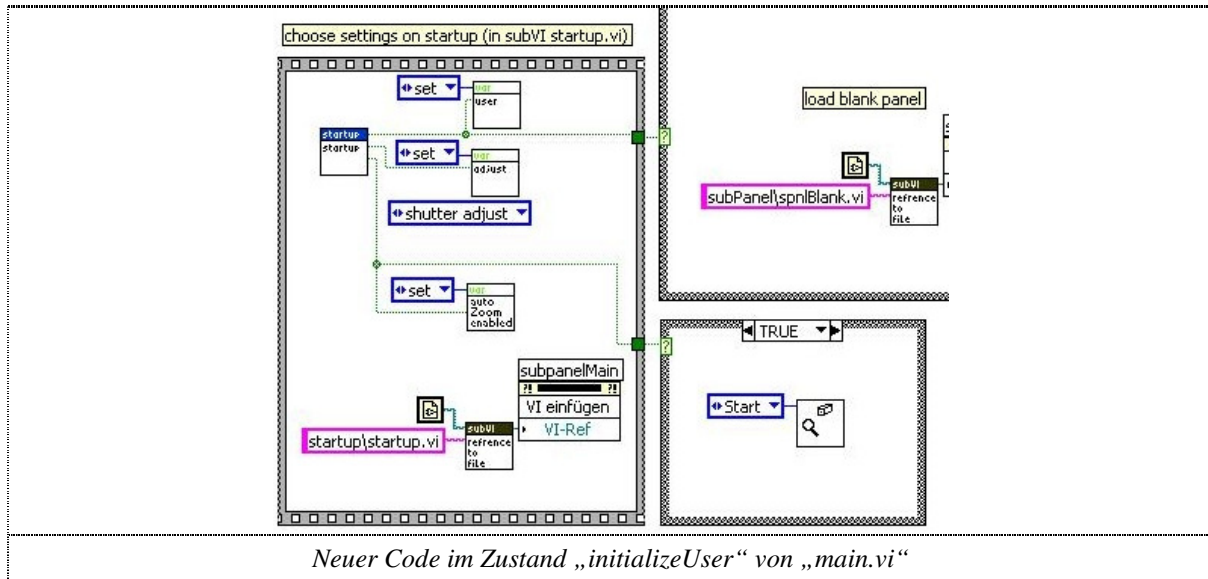 choose settings on startup (in subVI startup.vi)
set
var
user
startup
startup
set
var
adjust
shutter adjust
set
var
auto
Zoom
enabled
subpanelMain
VI einfügen
VI-Ref
startup\startup.vi
subVI
refrence
to
file
load blank panel
?
subPanel\spnlBlank.vi
subVI
refrence
to
file
TRUE
?
Start
Neuer Code im Zustand „initializeUser“ von „main.vi“